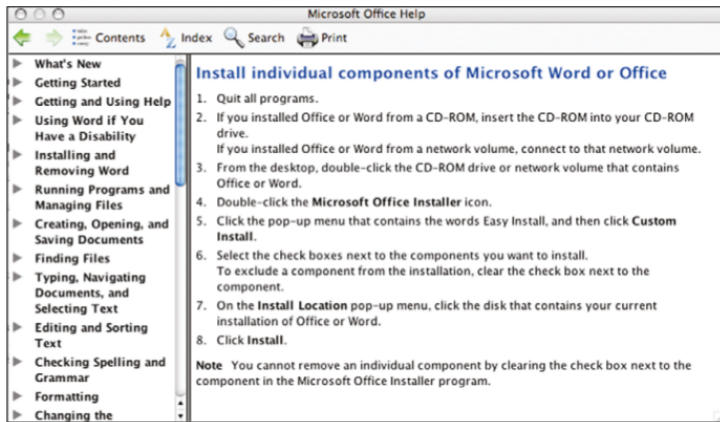 Microsoft Office Help
Contents Index Search Print
What's New
Getting Started
Getting and Using Help
Using Word if You
Have a Disability
Installing and
Removing Word
Running Programs and
Managing Files
Creating, Opening, and
Saving Documents
Finding Files
Typing, Navigating
Documents, and
Selecting Text
Editing and Sorting
Text
Checking Spelling and
Grammar
Formatting
Changing the
Install individual components of Microsoft Word or Office
1. Quit all programs.
2. If you installed Office or Word from a CD-ROM, insert the CD-ROM into your CD-ROM
drive.
If you installed Office or Word from a network volume, connect to that network volume.
3. From the desktop, double-click the CD-ROM drive or network volume that contains
Office or Word.
4. Double-click the Microsoft Office Installer icon.
5. Click the pop-up menu that contains the words Easy Install, and then click Custom
Install.
6. Select the check boxes next to the components you want to install.
To exclude a component from the installation, clear the check box next to the
component.
7. On the Install Location pop-up menu, click the disk that contains your current
installation of Office or Word.
8. Click Install.
Note You cannot remove an individual component by clearing the check box next to the
component in the Microsoft Office Installer program.